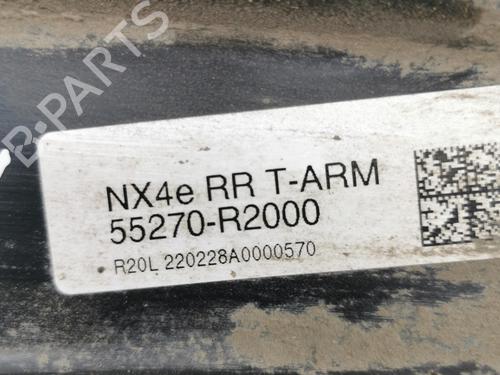 B-PARTS
NX4e RR T-ARM
55270-R2000
R20L 220228A0000570